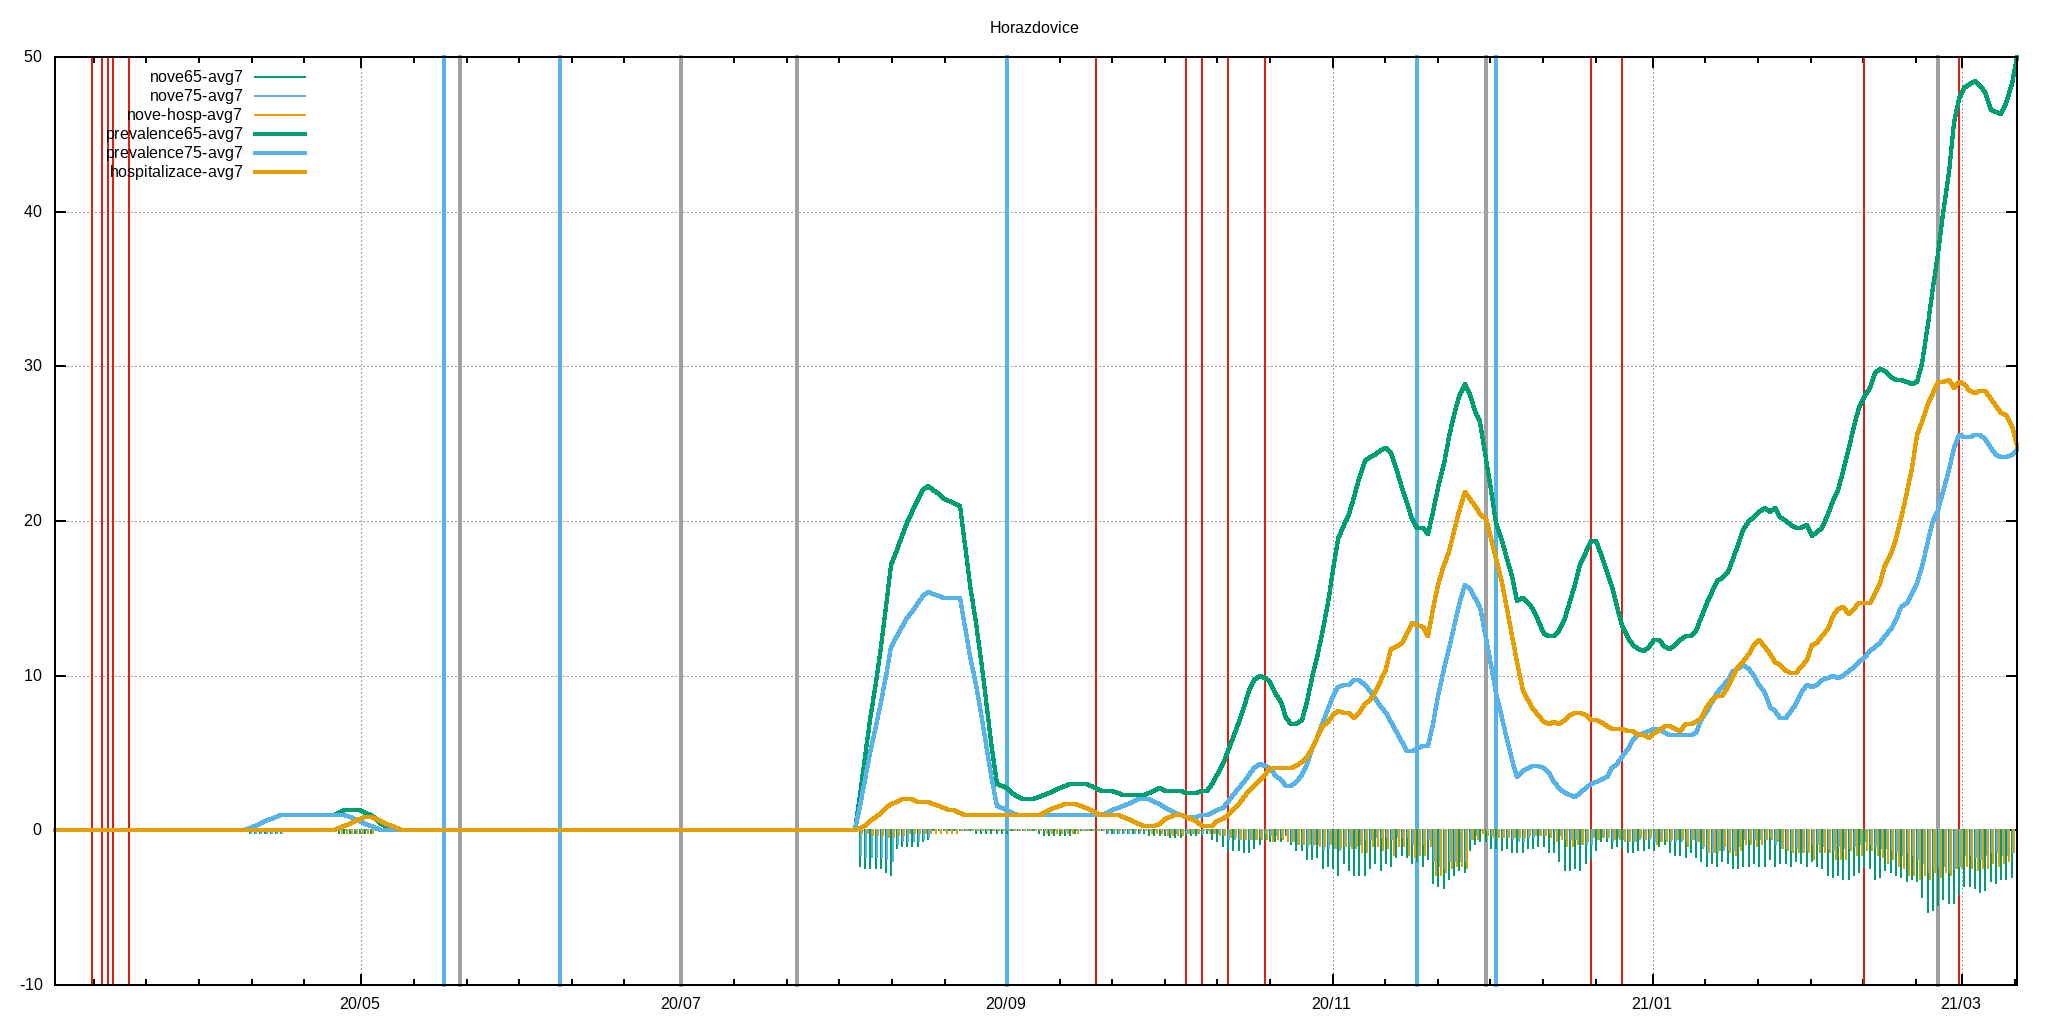 Horazdovice
50
40
30
20
10
0
-10
nove65-avg7
nove75-avg7
nove-hosp-avg7
prevalence65-avg7
prevalence75-avg7
hospitalizace-avg7
20/05
20/07
20/09
20/11
21/01
21/03